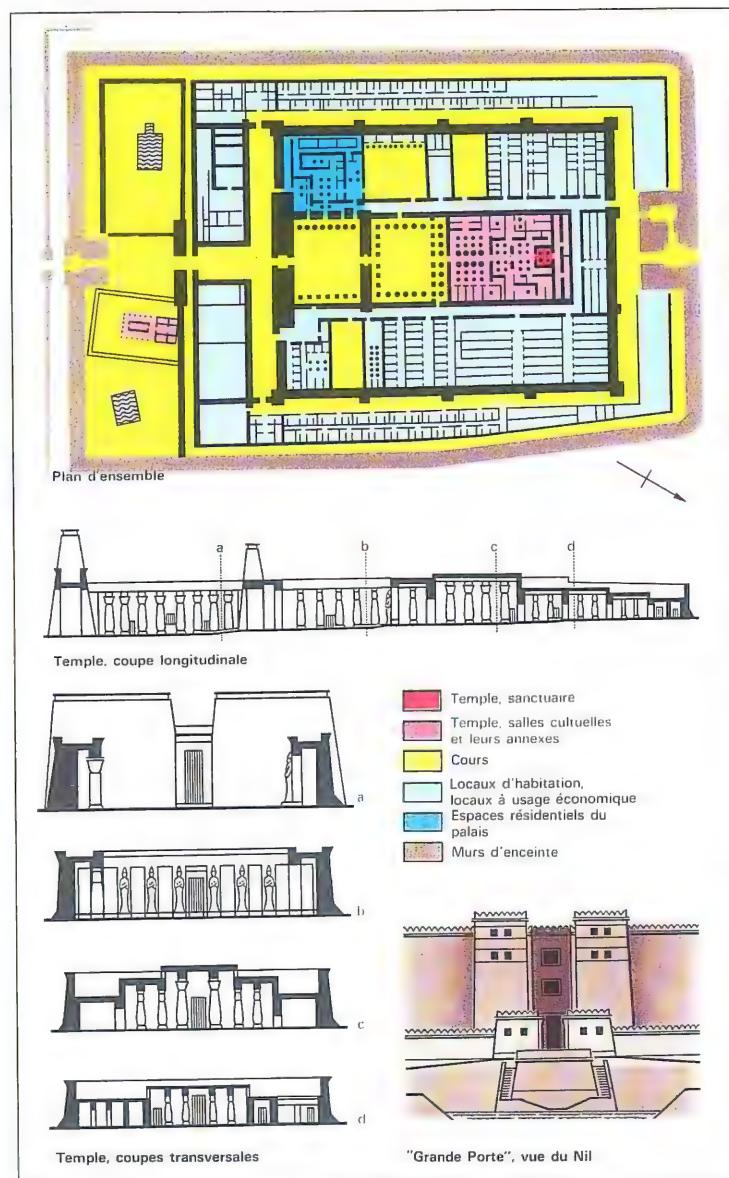 Plan d'ensemble
a
b
c
d
Temple, coupe longitudinale
Temple, sanctuaire
Temple, salles cultuelles
et leurs annexes
Cours
Locaux d'habitation,
locaux à usage économique
Espaces résidentiels du
palais
Murs d'enceinte
a
b
c
d
Temple, coupes transversales
"Grande Porte", vue du Nil